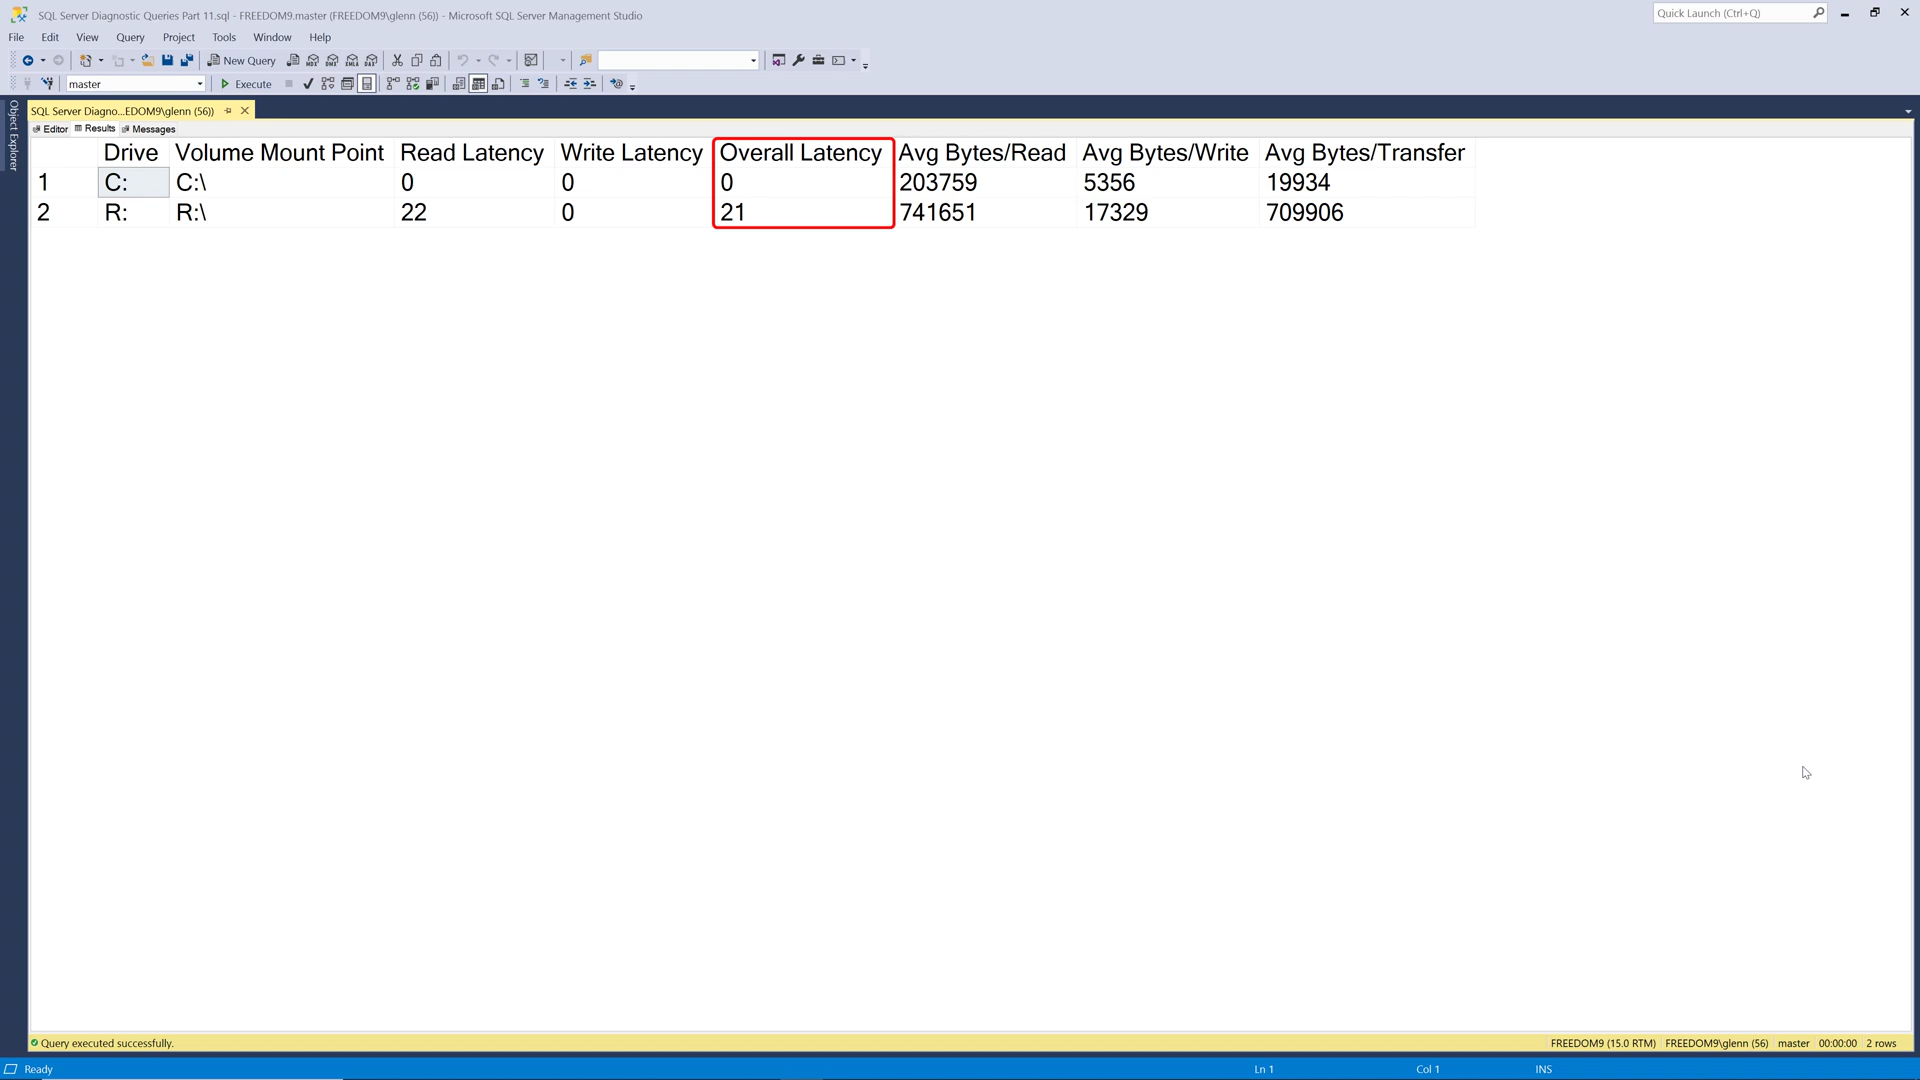 SQL Server Diagnostic Queries Part 11.sql - FREEDOM9.master (FREEDOM9\glenn (56)) - Microsoft SQL Server Management Studio
Quick Launch (Ctrl+Q)
File Edit View Query Project Tools Window Help
New Query
MDX DMX XMLA DAX
master Execute
Object Explorer
SQL Server Diagno...EDOM9\glenn (56))
Editor Results Messages
Drive Volume Mount Point Read Latency Write Latency Overall Latency Avg Bytes/Read Avg Bytes/Write Avg Bytes/Transfer
1 C: C:\ 0 0 0 203759 5356 19934
2 R: R:\ 22 0 21 741651 17329 709906
Query executed successfully. FREEDOM9 (15.0 RTM) FREEDOM9\glenn (56) master 00:00:00 2 rows
Ready Ln 1 Col 1 INS